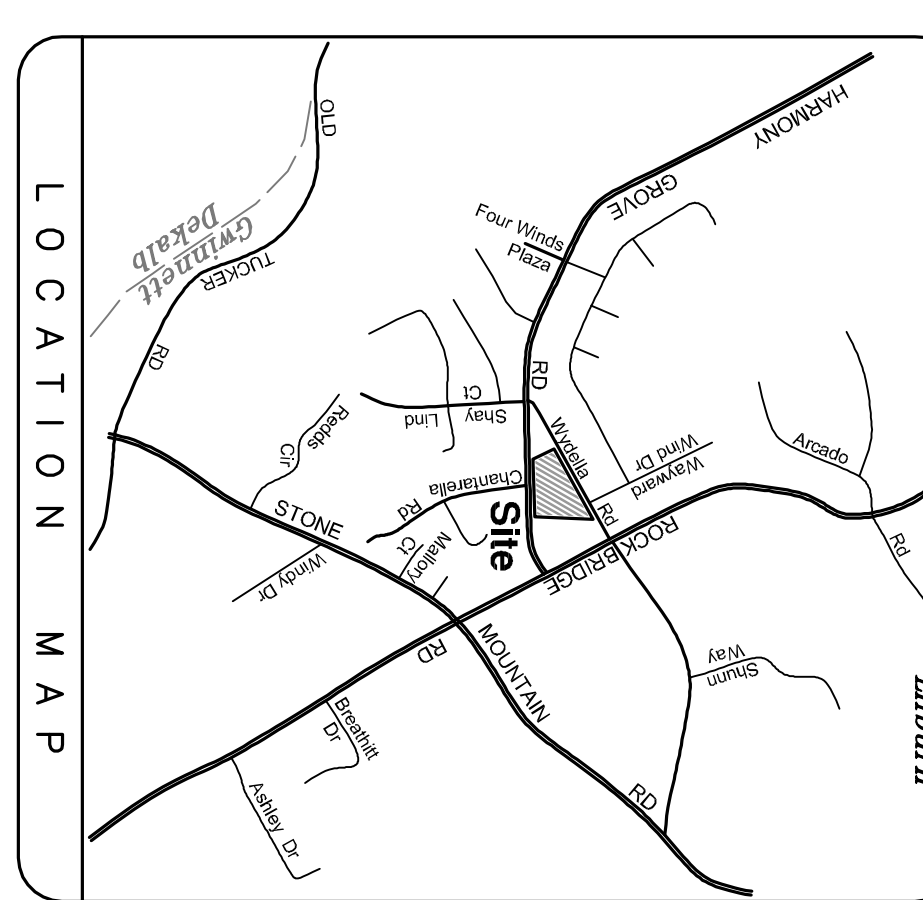 LOCATION MAP
OLD
TUCKER
RD
Gwinnett
Dekalb
HARMONY
GROVE
RD
Four Winds
Plaza
Shay
Ct
Lind
Redds
Cir
Chantarella
Rd
Mallory
Ct
Site
Wydella
Rd
Wayward
Wind Dr
Arcado
Rd
STONE
MOUNTAIN
RD
Windy Dr
ROCKBRIDGE
RD
Shunn
Way
Breathitt
Dr
Ashley Dr